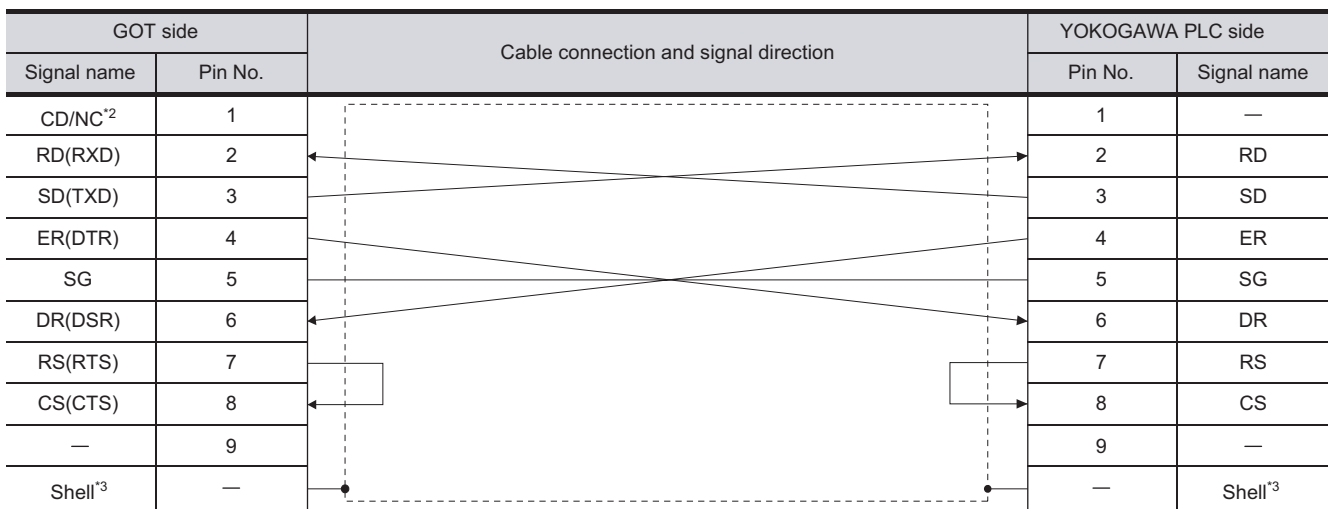 GOT side Cable connection and signal direction YOKOGAWA PLC side
Signal name Pin No. Pin No. Signal name
CD/NC*2 1 1 —
RD(RXD) 2 2 RD
SD(TXD) 3 3 SD
ER(DTR) 4 4 ER
SG 5 5 SG
DR(DSR) 6 6 DR
RS(RTS) 7 7 RS
CS(CTS) 8 8 CS
— 9 9 —
Shell*3 — — Shell*3